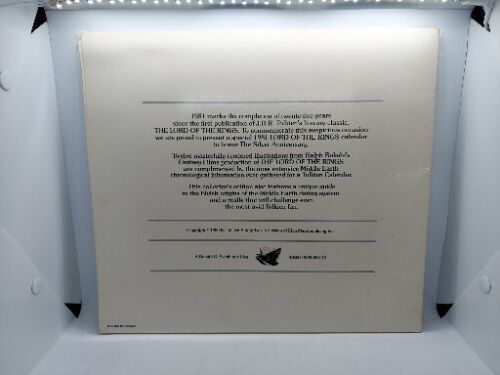 1981 marks the completion of twenty-five years
since the first publication of J.R.R. Tolkien's literary classic,
THE LORD OF THE RINGS. To commemorate this auspicious occasion
we are proud to present a special 1981 LORD OF THE RINGS calendar
to honor The Silver Anniversary.
Twelve masterfully rendered illustrations from Ralph Bakshi's
Fantasy Films production of THE LORD OF THE RINGS
are complimented by the most extensive Middle Earth
chronological information ever gathered for a Tolkien Calendar.
This collector's edition also features a unique guide
to the Elvish origins of the Middle Earth dating system
and a riddle that will challenge even
the most avid Tolkien fan.
Copyright
A Donald
ISBN